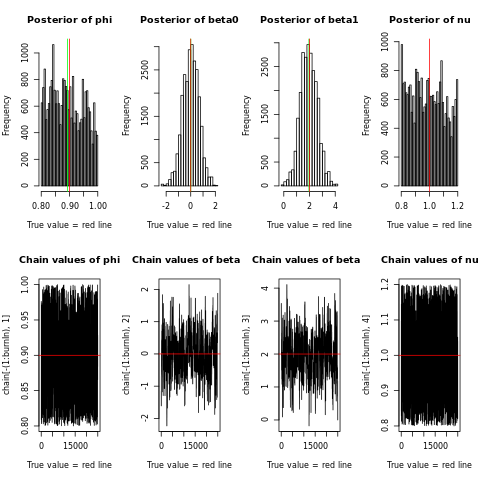 Posterior of phi
Posterior of beta0
Posterior of beta1
Posterior of nu
Frequency
0 200 400 600 800 1000
0.80 0.90 1.00
True value = red line
Frequency
0 500 1500 2500
-2 0 2
True value = red line
Frequency
0 500 1500 2500
0 2 4
True value = red line
Frequency
0 200 400 600 800 1000
0.8 1.0 1.2
True value = red line
Chain values of phi
Chain values of beta
Chain values of beta
Chain values of nu
chain[-(1:burnIn), 1]
0.80 0.85 0.90 0.95 1.00
0 15000
True value = red line
chain[-(1:burnIn), 2]
-2 -1 0 1 2
0 15000
True value = red line
chain[-(1:burnIn), 3]
0 1 2 3 4
0 15000
True value = red line
chain[-(1:burnIn), 4]
0.8 0.9 1.0 1.1 1.2
0 15000
True value = red line